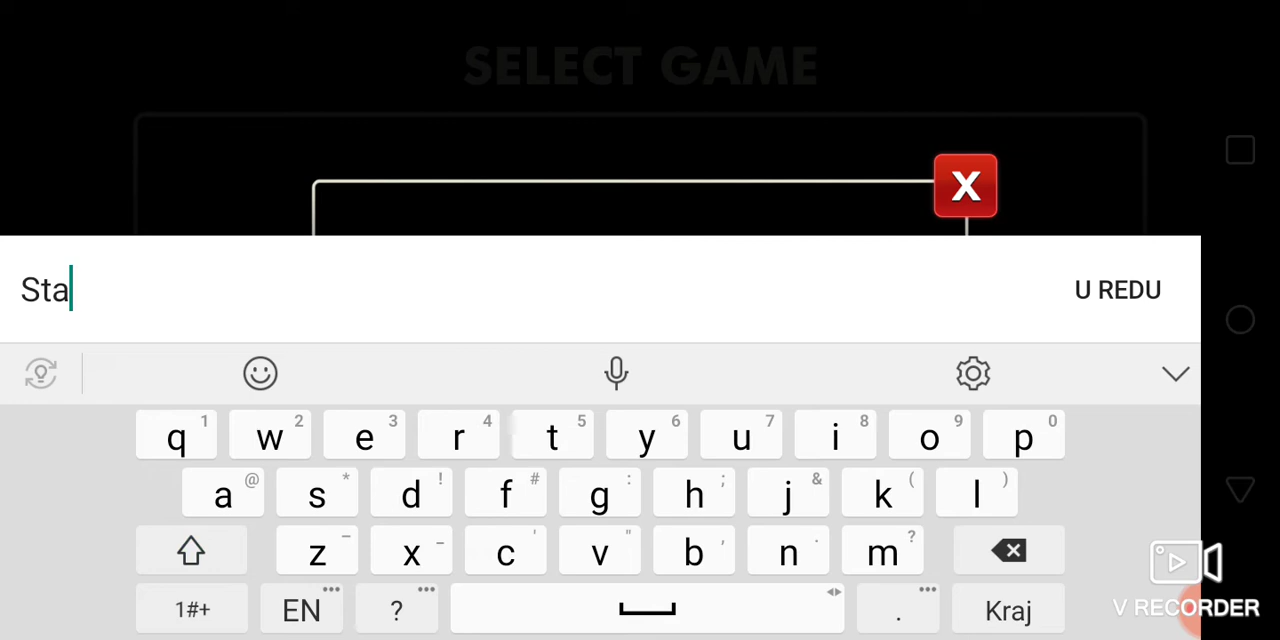 SELECT GAME
X
Sta
U REDU
q 1 w 2 e 3 r 4 t 5 y 6 u 7 i 8 o 9 p 0
a @ s * d ! f # g : h ; j & k ( l )
z – x _ c ' v " b , n . m ?
1#+ EN ••• ? ••• . ••• Kraj
V RECORDER